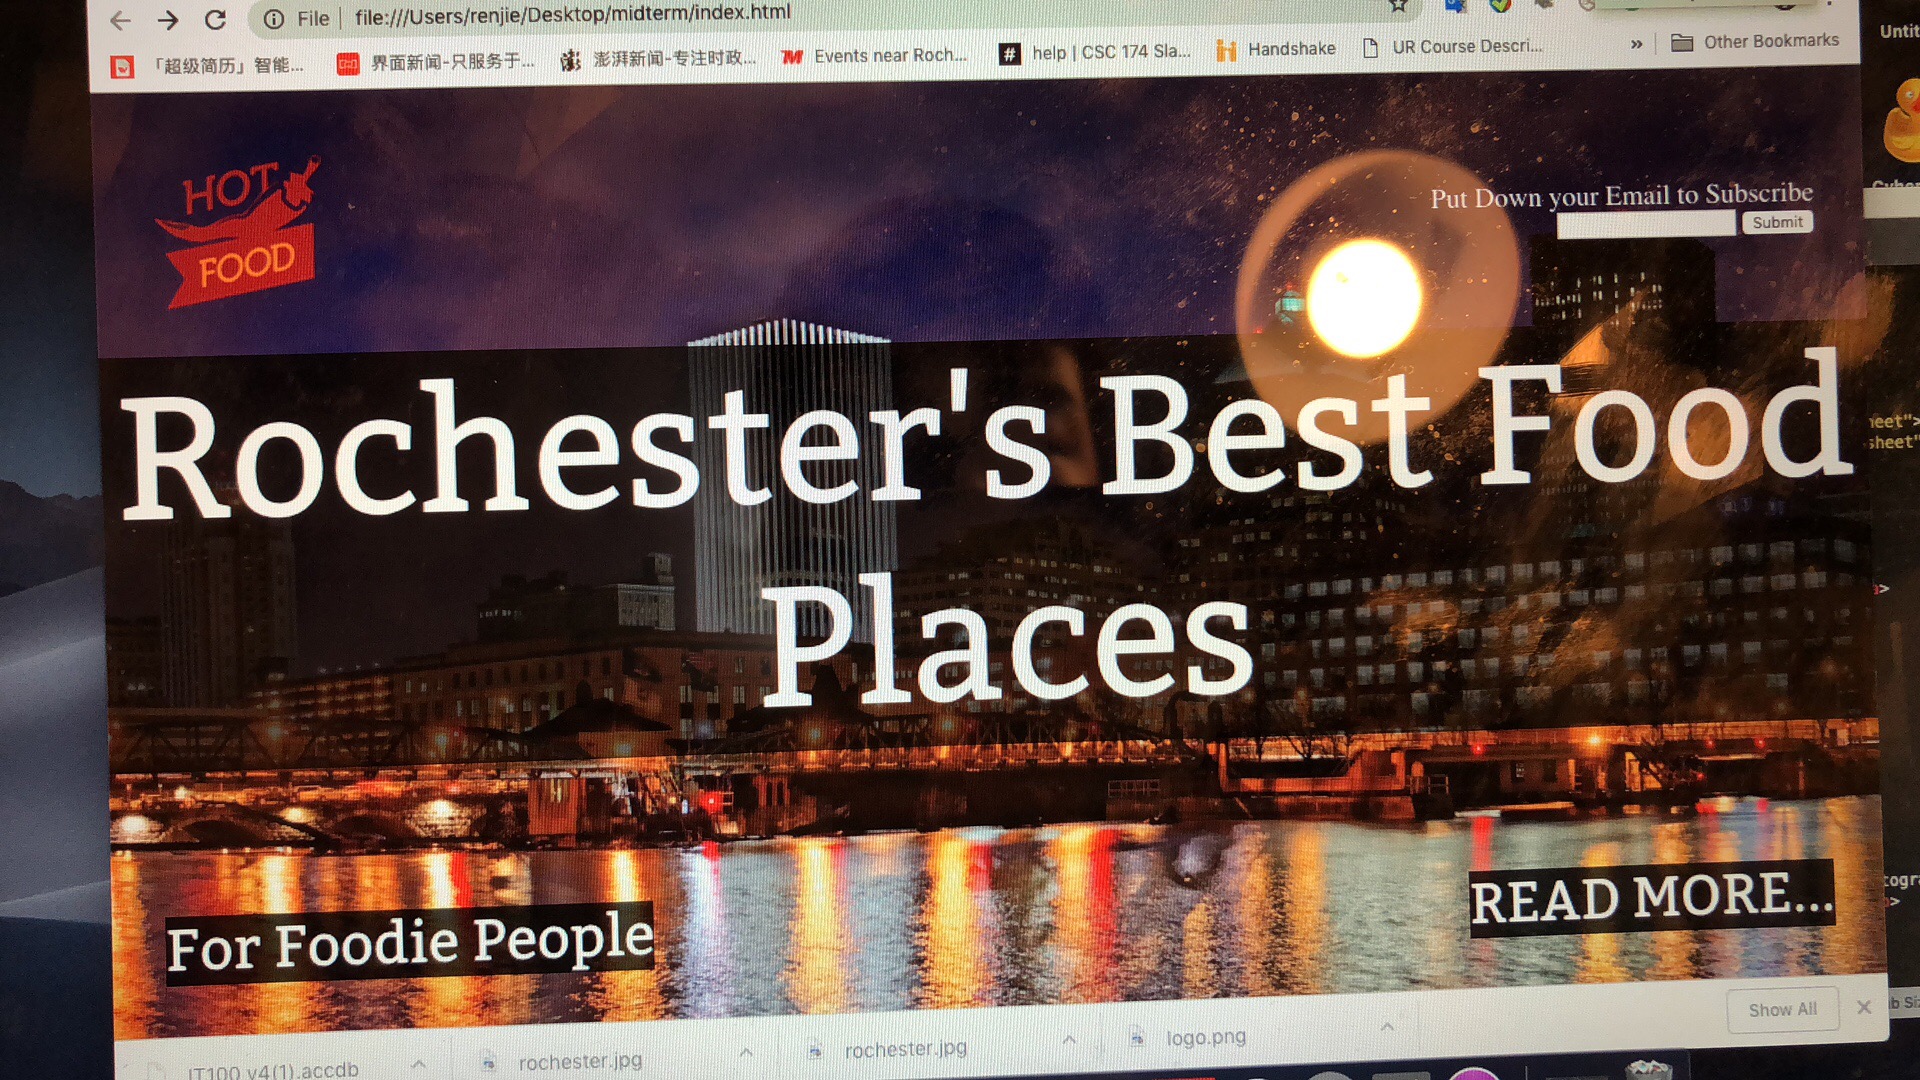 File file:///Users/renjie/Desktop/midterm/index.html
「超级简历」智能... 界面新闻-只服务于... 澎湃新闻-专注时政... Events near Roch... # help | CSC 174 Sla... Handshake UR Course Descri... » Other Bookmarks
Untit
HOT
FOOD
Put Down your Email to Subscribe
Submit
Rochester's Best Food
Places
heet">
sheet"
For Foodie People
READ MORE...
togra
Show All
IT100 v4(1).accdb rochester.jpg rochester.jpg logo.png